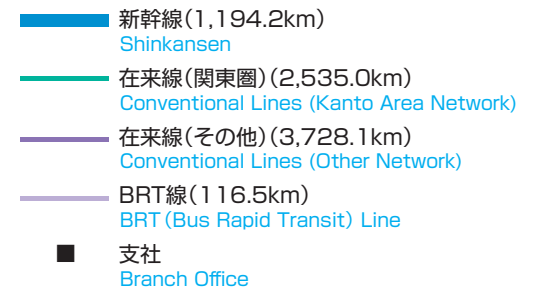 新幹線(1,194.2km)
Shinkansen
在来線(関東圏)(2,535.0km)
Conventional Lines (Kanto Area Network)
在来線(その他)(3,728.1km)
Conventional Lines (Other Network)
BRT線(116.5km)
BRT (Bus Rapid Transit) Line
支社
Branch Office